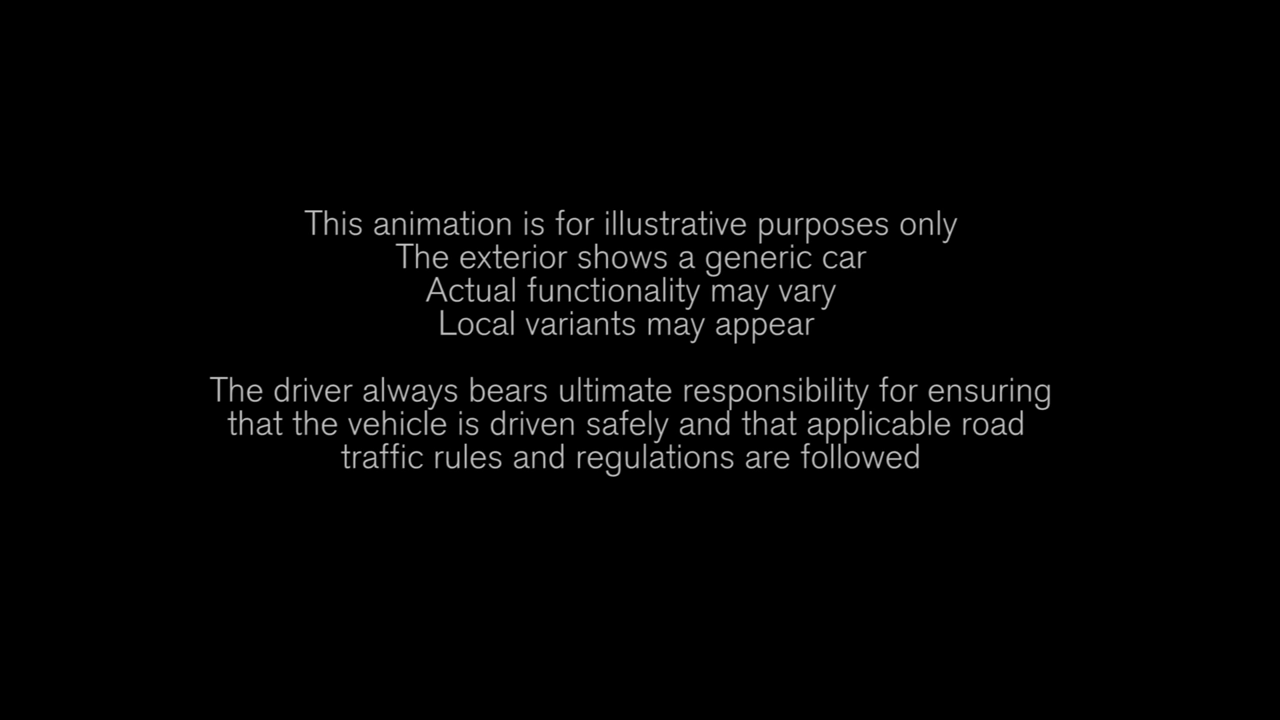 This animation is for illustrative purposes only
The exterior shows a generic car
Actual functionality may vary
Local variants may appear
The driver always bears ultimate responsibility for ensuring
that the vehicle is driven safely and that applicable road
traffic rules and regulations are followed